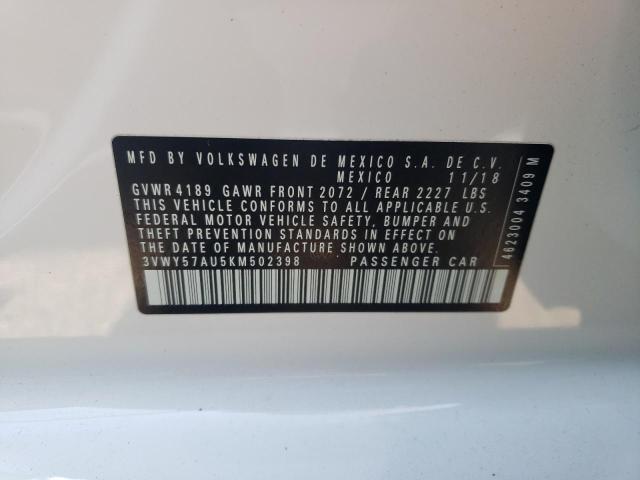 MFD BY VOLKSWAGEN DE MEXICO S.A. DE C.V.
MEXICO 11/18
GVWR 4189 GAWR FRONT 2072 / REAR 2227 LBS
THIS VEHICLE CONFORMS TO ALL APPLICABLE U.S.
FEDERAL MOTOR VEHICLE SAFETY, BUMPER AND
THEFT PREVENTION STANDARDS IN EFFECT ON
THE DATE OF MANUFACTURE SHOWN ABOVE
3VWY57AU5KM502398 PASSENGER CAR
4623004 3409 M